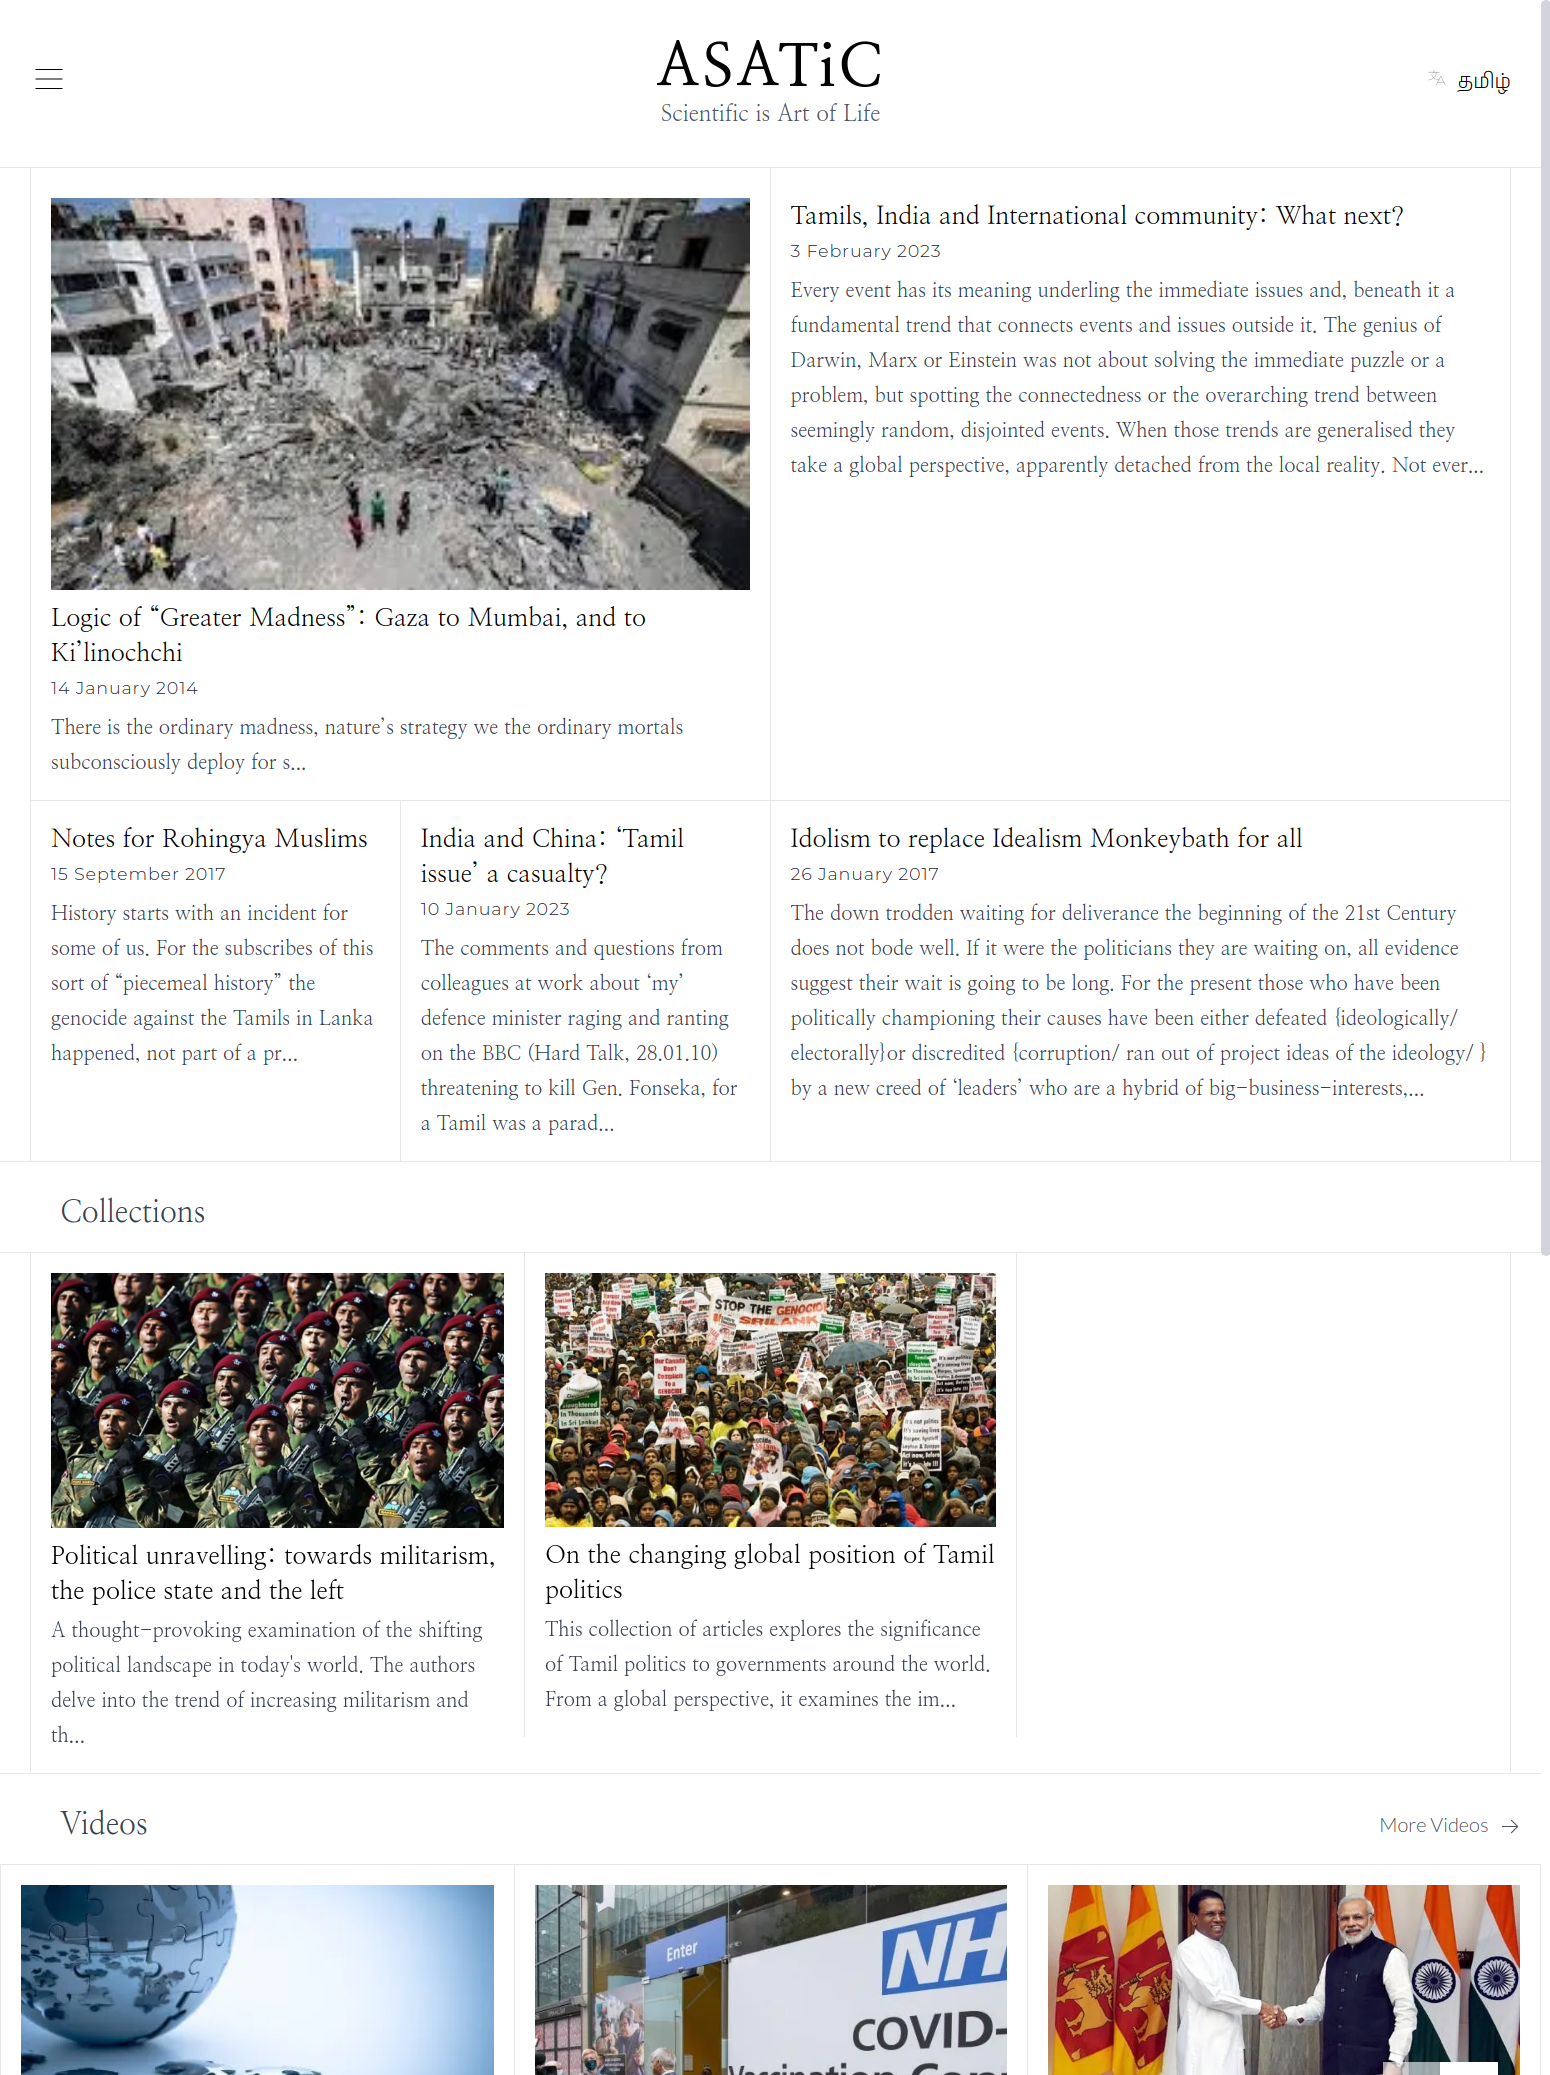 ASATiC
Scientific is Art of Life
தமிழ்
Logic of “Greater Madness”: Gaza to Mumbai, and to
Ki’linochchi
14 January 2014
There is the ordinary madness, nature’s strategy we the ordinary mortals
subconsciously deploy for s...
Tamils, India and International community: What next?
3 February 2023
Every event has its meaning underling the immediate issues and, beneath it a
fundamental trend that connects events and issues outside it. The genius of
Darwin, Marx or Einstein was not about solving the immediate puzzle or a
problem, but spotting the connectedness or the overarching trend between
seemingly random, disjointed events. When those trends are generalised they
take a global perspective, apparently detached from the local reality. Not ever...
Notes for Rohingya Muslims
15 September 2017
History starts with an incident for
some of us. For the subscribes of this
sort of “piecemeal history” the
genocide against the Tamils in Lanka
happened, not part of a pr...
India and China: ‘Tamil
issue’ a casualty?
10 January 2023
The comments and questions from
colleagues at work about ‘my’
defence minister raging and ranting
on the BBC (Hard Talk, 28.01.10)
threatening to kill Gen. Fonseka, for
a Tamil was a parad...
Idolism to replace Idealism Monkeybath for all
26 January 2017
The down trodden waiting for deliverance the beginning of the 21st Century
does not bode well. If it were the politicians they are waiting on, all evidence
suggest their wait is going to be long. For the present those who have been
politically championing their causes have been either defeated {ideologically/
electorally}or discredited {corruption/ ran out of project ideas of the ideology/ }
by a new creed of ‘leaders’ who are a hybrid of big-business-interests,...
Collections
Political unravelling: towards militarism,
the police state and the left
A thought-provoking examination of the shifting
political landscape in today's world. The authors
delve into the trend of increasing militarism and
th...
STOP THE GENOCIDE
SRI LANK
On the changing global position of Tamil
politics
This collection of articles explores the significance
of Tamil politics to governments around the world.
From a global perspective, it examines the im...
Videos
More Videos
Enter
NH
COVID-